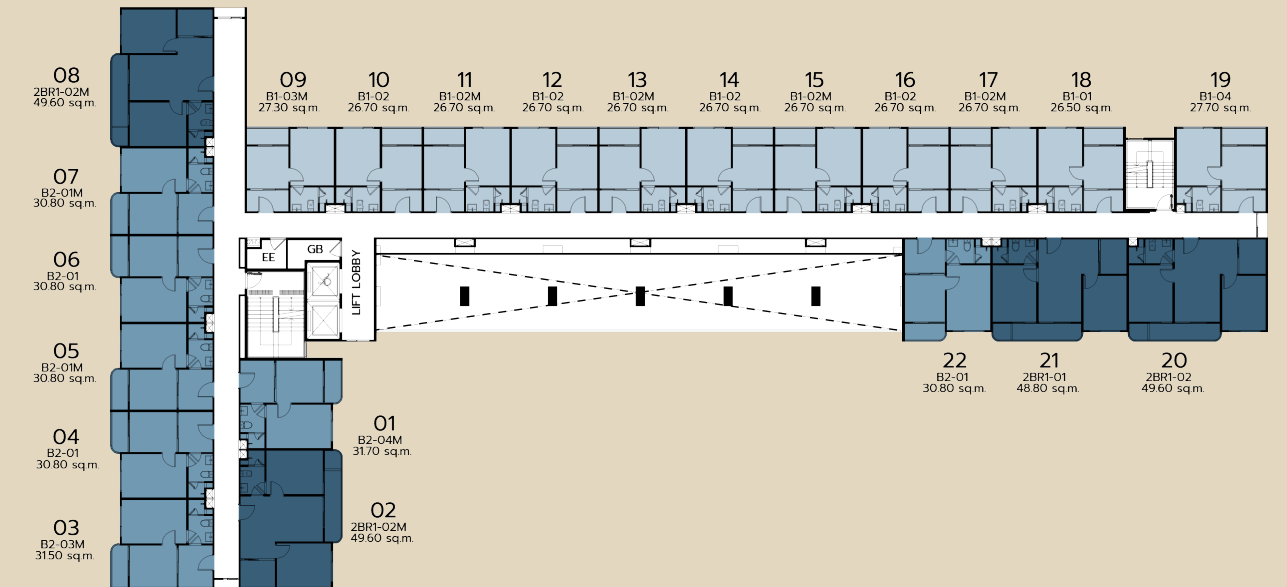 08
2BR1-02M
49.60 sq.m.
07
B2-01M
30.80 sq.m.
06
B2-01
30.80 sq.m.
05
B2-01M
30.80 sq.m.
04
B2-01
30.80 sq.m.
03
B2-03M
31.50 sq.m.
09
B1-03M
27.30 sq.m.
10
B1-02
26.70 sq.m.
11
B1-02M
26.70 sq.m.
12
B1-02
26.70 sq.m.
13
B1-02M
26.70 sq.m.
14
B1-02
26.70 sq.m.
15
B1-02M
26.70 sq.m.
16
B1-02
26.70 sq.m.
17
B1-02M
26.70 sq.m.
18
B1-01
26.50 sq.m.
19
B1-04
27.70 sq.m.
EE
GB
LIFT LOBBY
22
B2-01
30.80 sq.m.
21
2BR1-01
48.80 sq.m.
20
2BR1-02
49.60 sq.m.
01
B2-04M
31.70 sq.m.
02
2BR1-02M
49.60 sq.m.